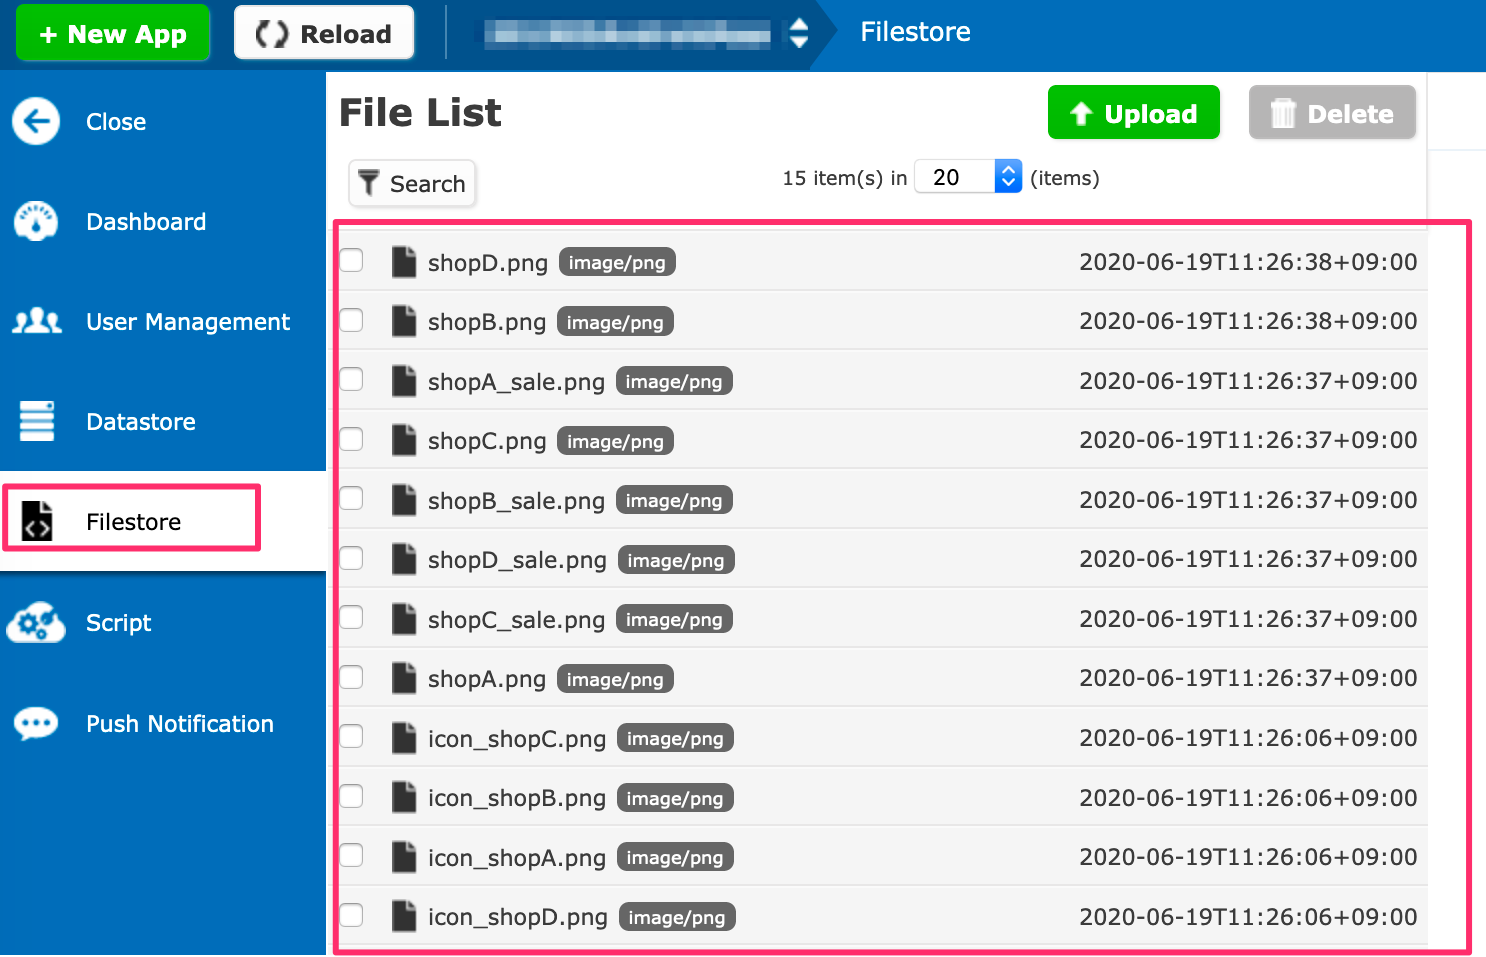 + New App
Reload
Filestore
Close
Dashboard
User Management
Datastore
Filestore
Script
Push Notification
File List
Upload
Delete
Search
15 item(s) in 20 (items)
shopD.png image/png 2020-06-19T11:26:38+09:00
shopB.png image/png 2020-06-19T11:26:38+09:00
shopA_sale.png image/png 2020-06-19T11:26:37+09:00
shopC.png image/png 2020-06-19T11:26:37+09:00
shopB_sale.png image/png 2020-06-19T11:26:37+09:00
shopD_sale.png image/png 2020-06-19T11:26:37+09:00
shopC_sale.png image/png 2020-06-19T11:26:37+09:00
shopA.png image/png 2020-06-19T11:26:37+09:00
icon_shopC.png image/png 2020-06-19T11:26:06+09:00
icon_shopB.png image/png 2020-06-19T11:26:06+09:00
icon_shopA.png image/png 2020-06-19T11:26:06+09:00
icon_shopD.png image/png 2020-06-19T11:26:06+09:00